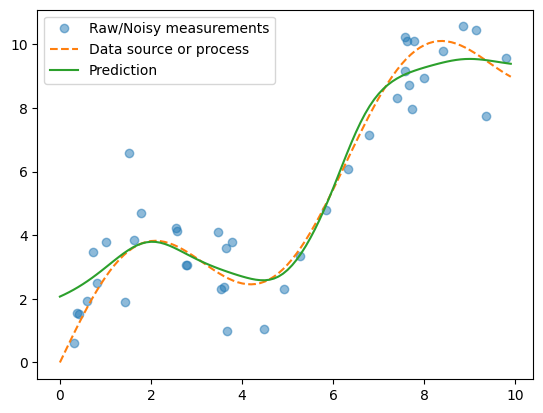 Raw/Noisy measurements
Data source or process
Prediction
10
8
6
4
2
0
0 2 4 6 8 10